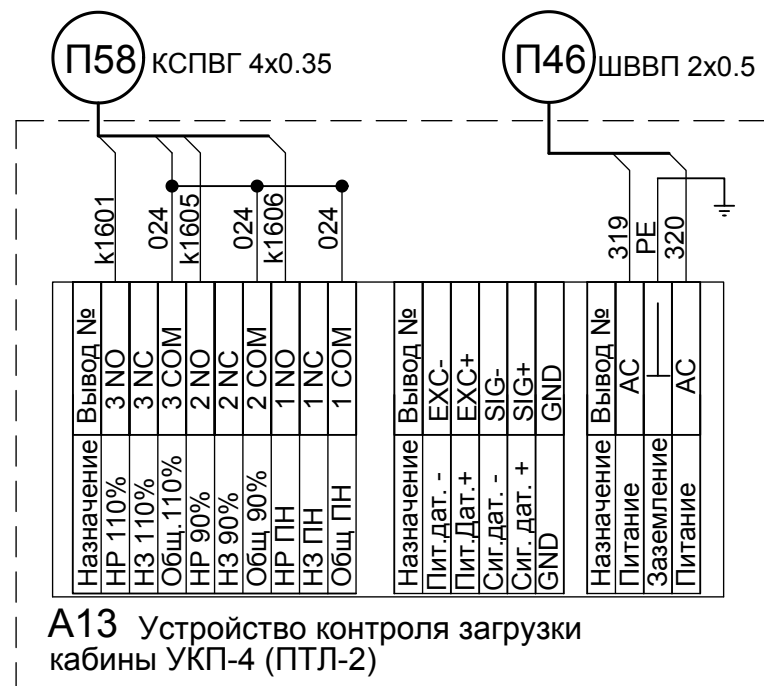 П58 КСПВГ 4х0.35
П46 ШВВП 2х0.5
k1601
024
k1605
024
k1606
024
319
PE
320
Вывод №
3 NO
3 NC
3 COM
2 NO
2 NC
2 COM
1 NO
1 NC
1 COM
Назначение
НР 110%
НЗ 110%
Общ.110%
НР 90%
НЗ 90%
Общ 90%
НР ПН
НЗ ПН
Общ ПН
Вывод №
EXC-
EXC+
SIG-
SIG+
GND
Назначение
Пит.дат. -
Пит.Дат.+
Сиг.дат. -
Сиг. дат. +
GND
Вывод №
AC
AC
Назначение
Питание
Заземление
Питание
А13 Устройство контроля загрузки
кабины УКП-4 (ПТЛ-2)